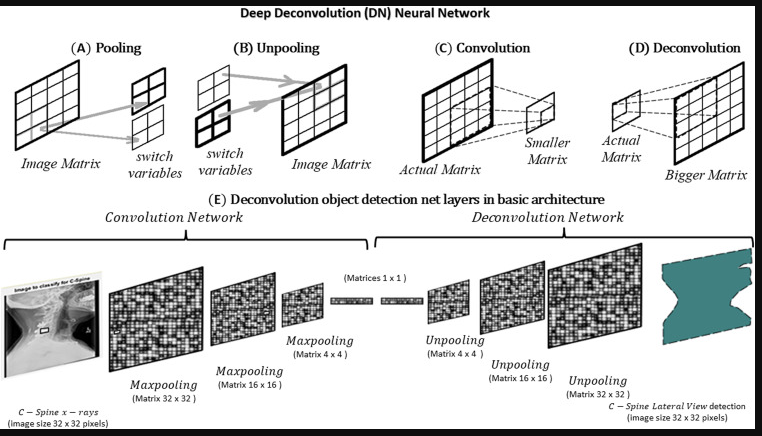 Deep Deconvolution (DN) Neural Network
(A) Pooling
(B) Unpooling
(C) Convolution
(D) Deconvolution
Image Matrix
switch
variables
switch
variables
Image Matrix
Actual Matrix
Smaller
Matrix
Actual
Matrix
Bigger Matrix
(E) Deconvolution object detection net layers in basic architecture
Convolution Network
Deconvolution Network
Image to classify for C-Spine
(Matrices 1 x 1 )
Maxpooling
(Matrix 32 x 32 )
Maxpooling
(Matrix 16 x 16 )
Maxpooling
(Matrix 4 x 4 )
Unpooling
(Matrix 4 x 4 )
Unpooling
(Matrix 16 x 16 )
Unpooling
(Matrix 32 x 32 )
C − Spine x − rays
(image size 32 x 32 pixels)
C − Spine Lateral View detection
(image size 32 x 32 pixels)